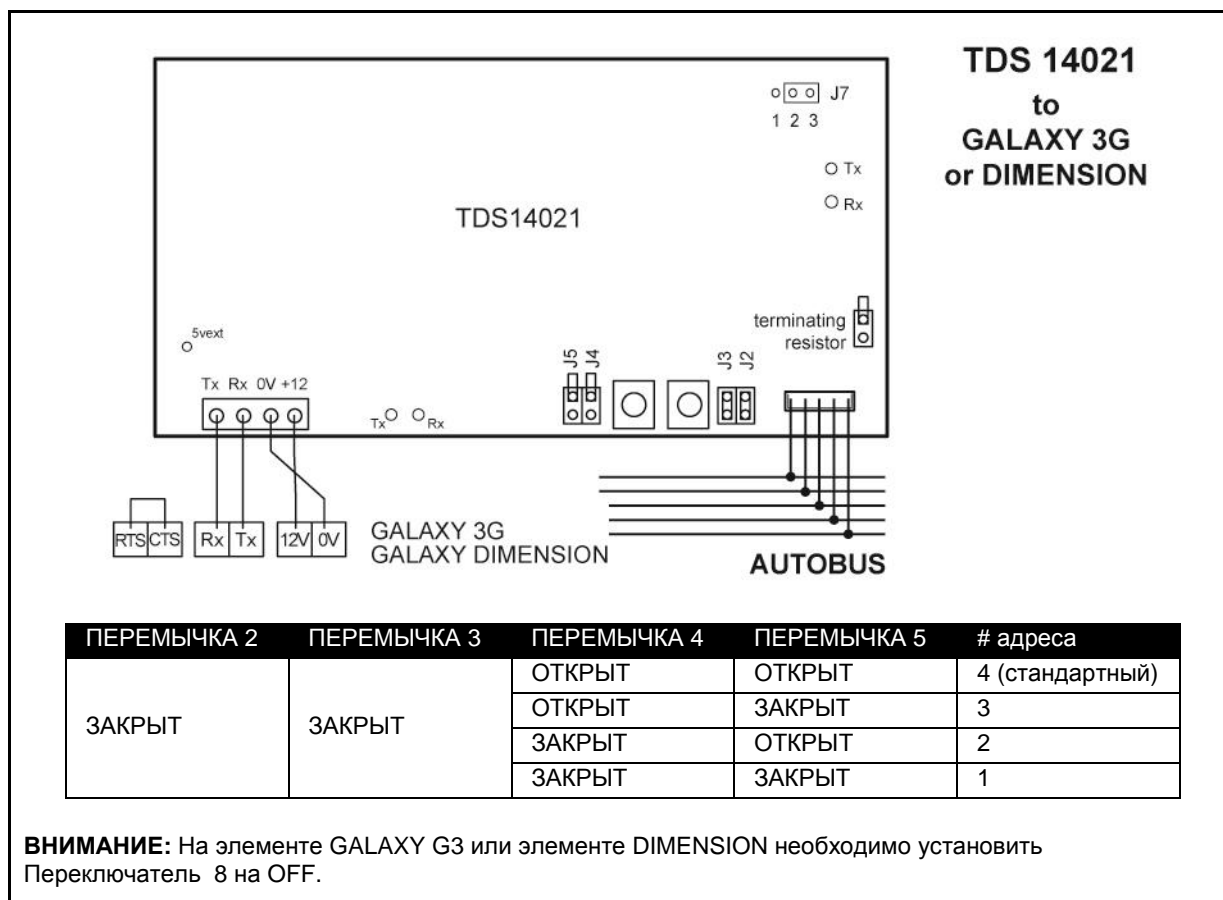 TDS 14021
to
GALAXY 3G
or DIMENSION
J7
1 2 3
Tx
Rx
TDS14021
terminating
resistor
5vext
J5 J4
J3 J2
Tx Rx 0V +12
Tx Rx
RTS CTS Rx Tx 12V 0V
GALAXY 3G
GALAXY DIMENSION
AUTOBUS
ПЕРЕМЫЧКА 2 ПЕРЕМЫЧКА 3 ПЕРЕМЫЧКА 4 ПЕРЕМЫЧКА 5 # адреса
ЗАКРЫТ ЗАКРЫТ ОТКРЫТ ОТКРЫТ 4 (стандартный)
ОТКРЫТ ЗАКРЫТ 3
ЗАКРЫТ ОТКРЫТ 2
ЗАКРЫТ ЗАКРЫТ 1
ВНИМАНИЕ: На элементе GALAXY G3 или элементе DIMENSION необходимо установить
Переключатель 8 на OFF.